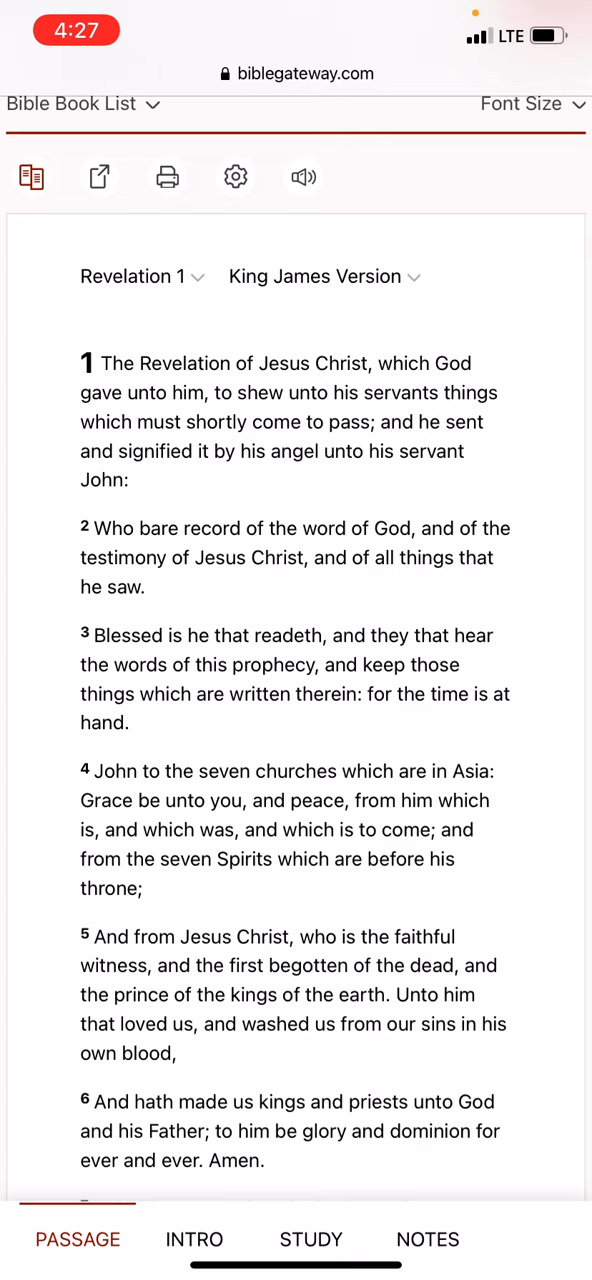 4:27
LTE
biblegateway.com
Bible Book List
Font Size
Revelation 1 King James Version
1 The Revelation of Jesus Christ, which God
gave unto him, to shew unto his servants things
which must shortly come to pass; and he sent
and signified it by his angel unto his servant
John:
2 Who bare record of the word of God, and of the
testimony of Jesus Christ, and of all things that
he saw.
3 Blessed is he that readeth, and they that hear
the words of this prophecy, and keep those
things which are written therein: for the time is at
hand.
4 John to the seven churches which are in Asia:
Grace be unto you, and peace, from him which
is, and which was, and which is to come; and
from the seven Spirits which are before his
throne;
5 And from Jesus Christ, who is the faithful
witness, and the first begotten of the dead, and
the prince of the kings of the earth. Unto him
that loved us, and washed us from our sins in his
own blood,
6 And hath made us kings and priests unto God
and his Father; to him be glory and dominion for
ever and ever. Amen.
PASSAGE INTRO STUDY NOTES